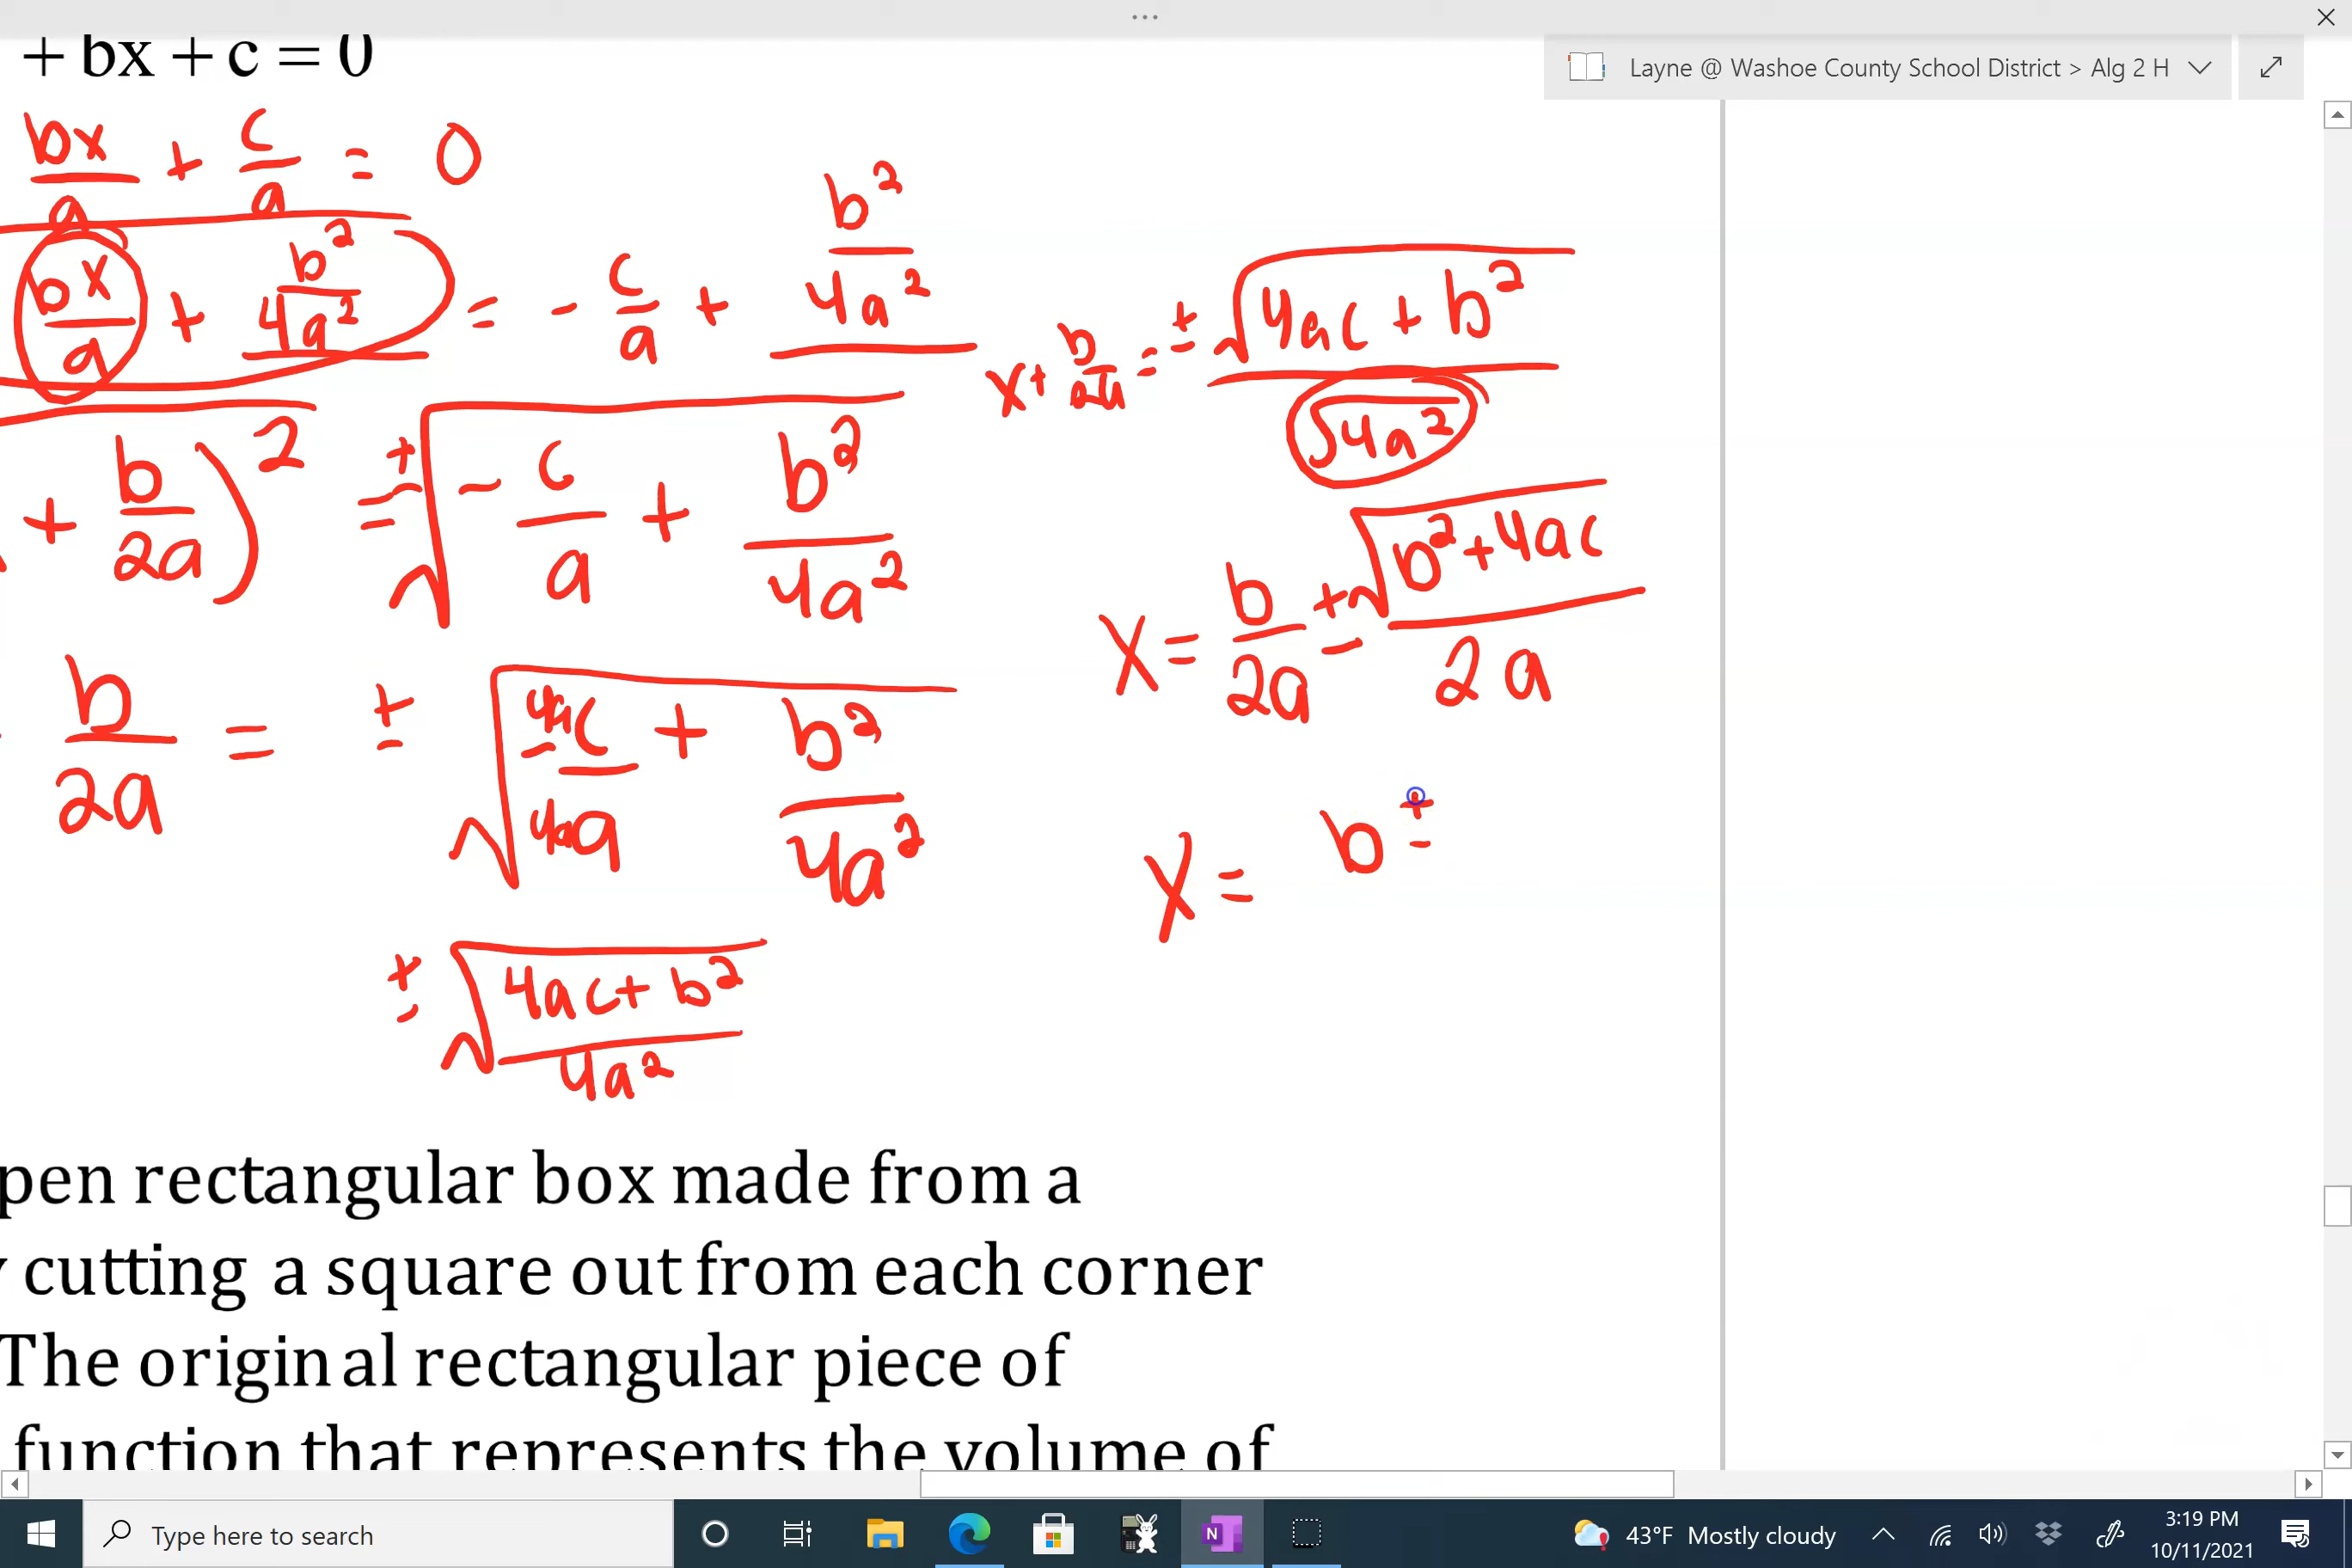 + bx + c = 0
Layne @ Washoe County School District > Alg 2 H
bx/a + c/a = 0
bx/a + b²/4a² = - c/a + b²/4a²
x + b/2a = ± √4ac + b² / √4a²
+ b/2a)² = ± √- c/a + b²/4a²
x = b/2a ± √b² + 4ac / 2a
b/2a = ± √-4ac/4aa + b²/4a²
x = b ±
± √4ac + b² / 4a²
pen rectangular box made from a
cutting a square out from each corner
The origin al rectangular piece of
function that represents the volume of
Type here to search
N
43°F Mostly cloudy
3:19 PM
10/11/2021